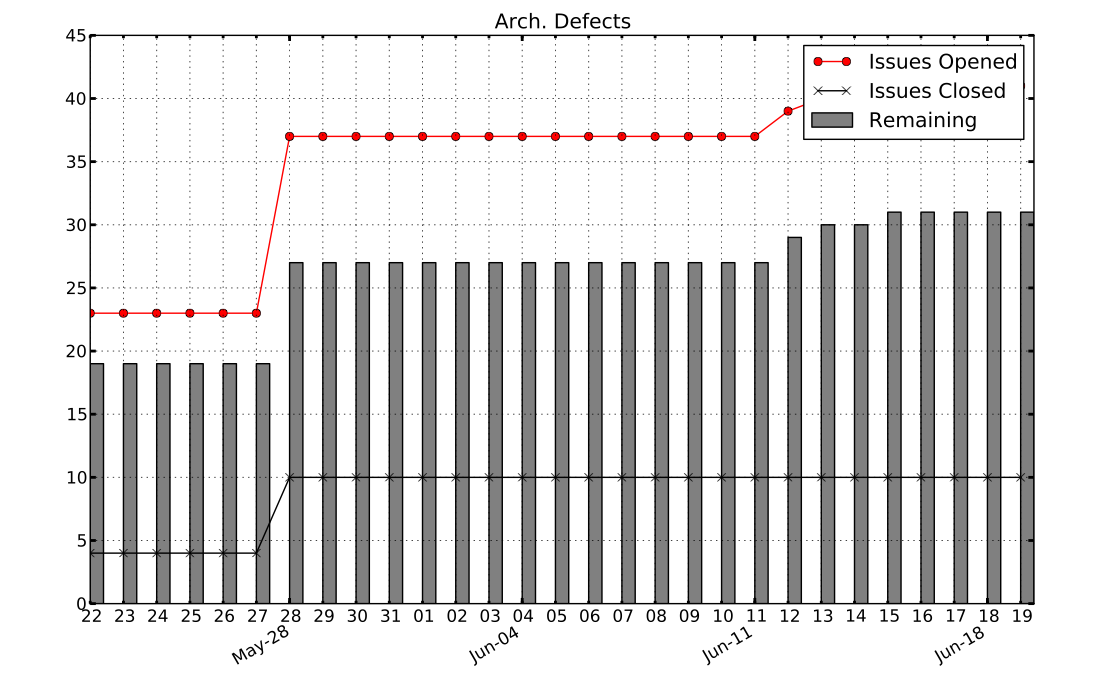 Arch. Defects
45
40
35
30
25
20
15
10
5
0
Issues Opened
Issues Closed
Remaining
22 23 24 25 26 27 28 29 30 31 01 02 03 04 05 06 07 08 09 10 11 12 13 14 15 16 17 18 19
May-28 Jun-04 Jun-11 Jun-18